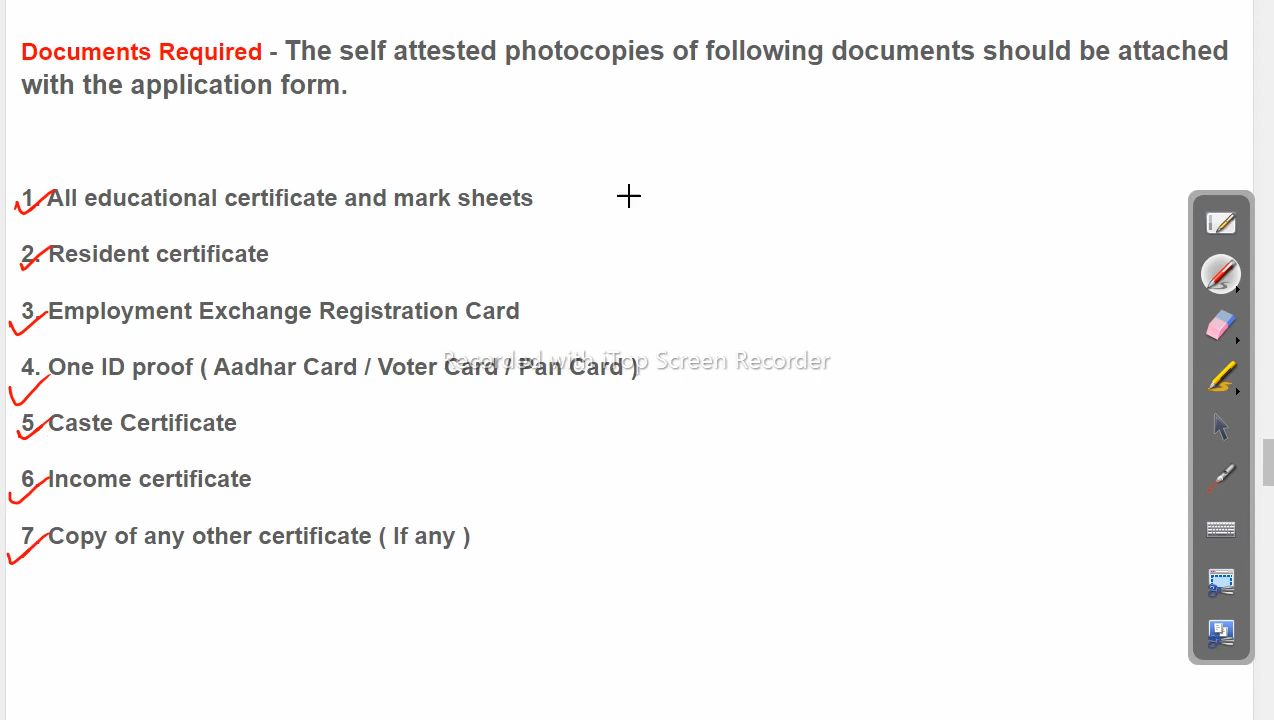 Documents Required - The self attested photocopies of following documents should be attached
with the application form.
1. All educational certificate and mark sheets
2. Resident certificate
3. Employment Exchange Registration Card
4. One ID proof ( Aadhar Card / Voter Card / Pan Card )
Recorded with iTop Screen Recorder
5. Caste Certificate
6. Income certificate
7. Copy of any other certificate ( If any )